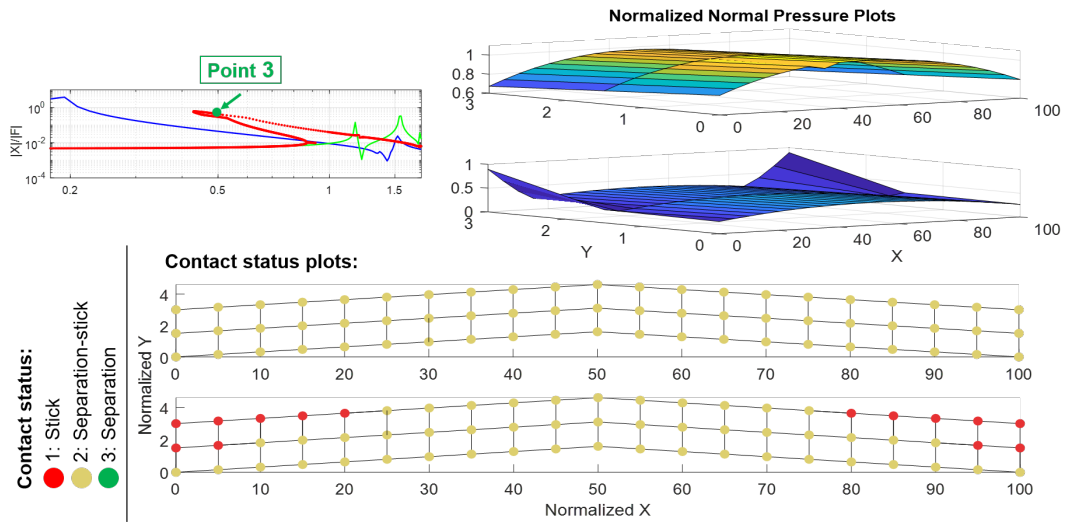 Normalized Normal Pressure Plots
Point 3
|X|/|F|
10^0
10^-2
10^-4
0.2 0.5 1 1.5
1
0.8
0.6
3 2 1 0
0 20 40 60 80 100
1
0.5
0
3 2 1 0
0 20 40 60 80 100
Y X
Contact status plots:
Contact status:
1: Stick
2: Separation-stick
3: Separation
Normalized Y
4
2
0
0 10 20 30 40 50 60 70 80 90 100
4
2
0
0 10 20 30 40 50 60 70 80 90 100
Normalized X